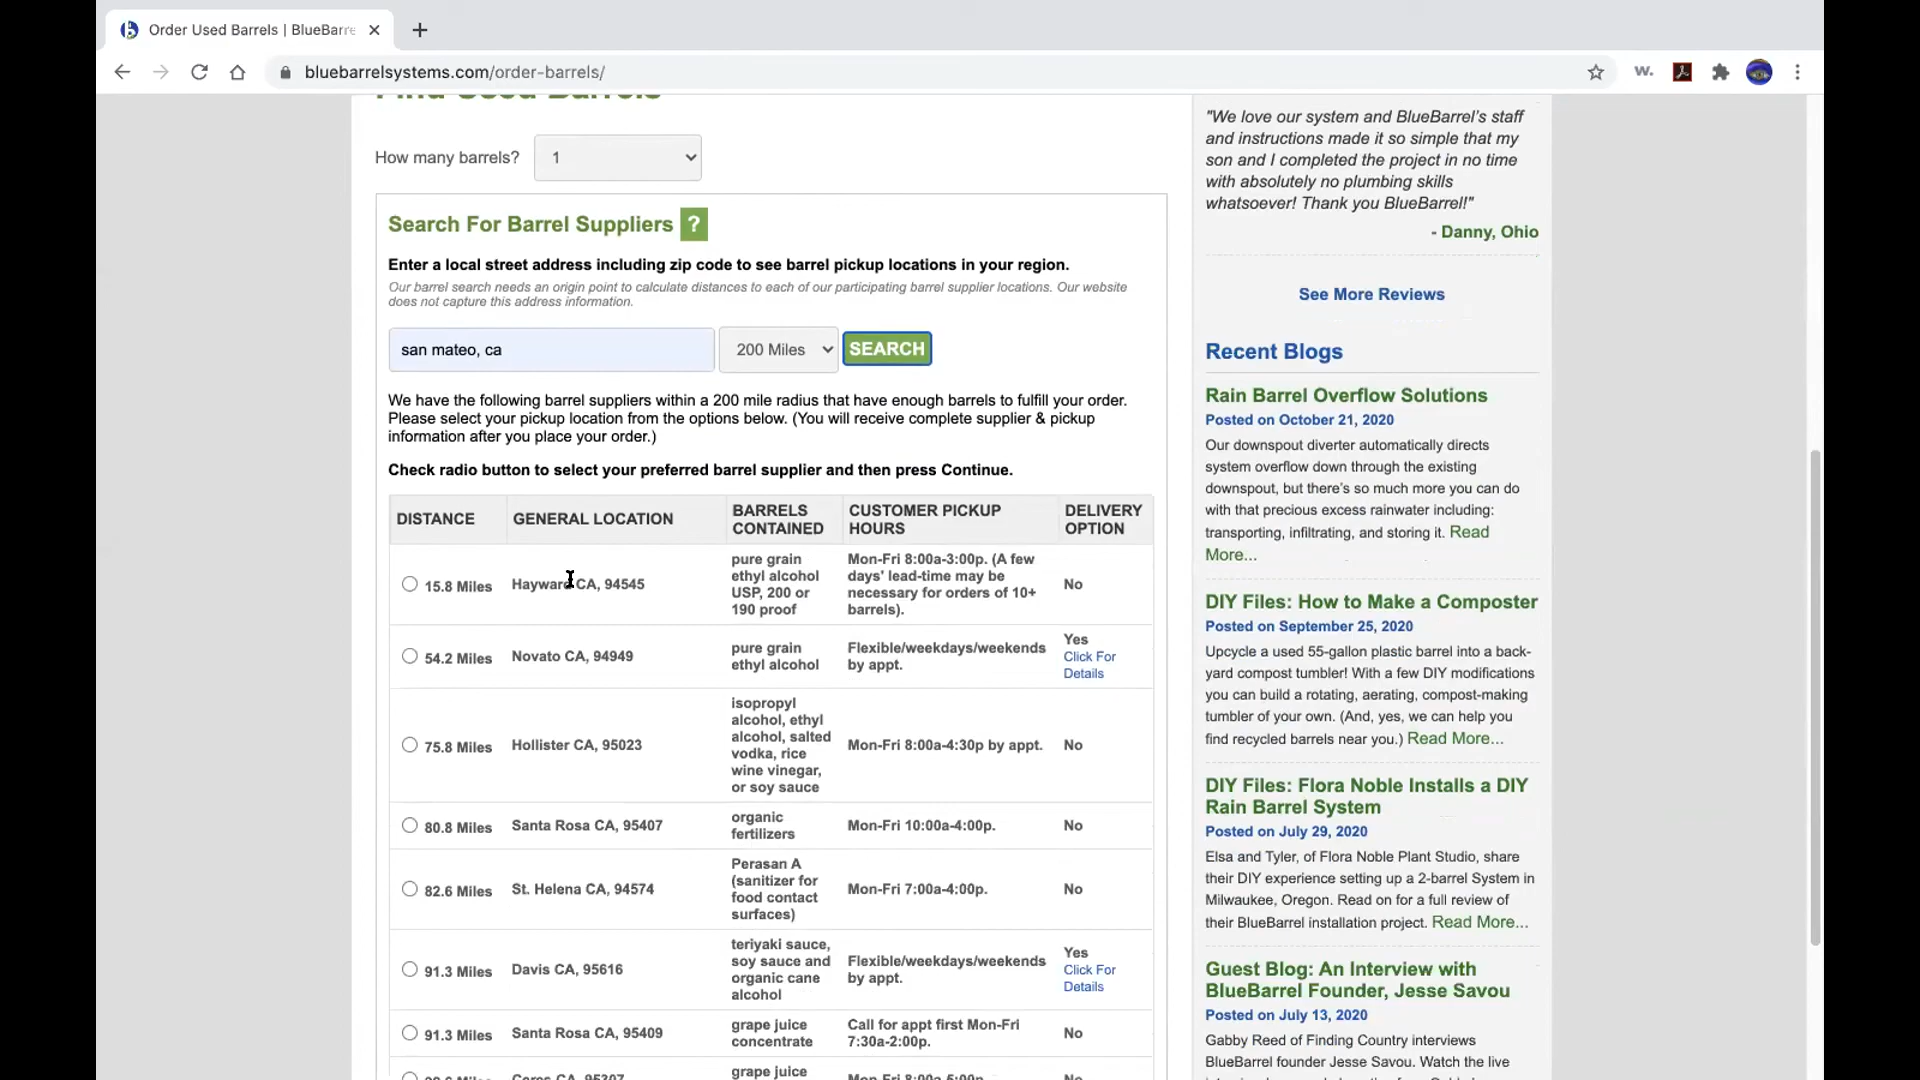 Order Used Barrels | BlueBarre
bluebarrelsystems.com/order-barrels/
w.
Find Used Barrels
How many barrels? 1
Search For Barrel Suppliers ?
Enter a local street address including zip code to see barrel pickup locations in your region.
Our barrel search needs an origin point to calculate distances to each of our participating barrel supplier locations. Our website
does not capture this address information.
san mateo, ca 200 Miles SEARCH
We have the following barrel suppliers within a 200 mile radius that have enough barrels to fulfill your order.
Please select your pickup location from the options below. (You will receive complete supplier & pickup
information after you place your order.)
Check radio button to select your preferred barrel supplier and then press Continue.
DISTANCE GENERAL LOCATION BARRELS CONTAINED CUSTOMER PICKUP HOURS DELIVERY OPTION
15.8 Miles Hayward CA, 94545
pure grain
ethyl alcohol
USP, 200 or
190 proof
Mon-Fri 8:00a-3:00p. (A few
days' lead-time may be
necessary for orders of 10+
barrels).
No
54.2 Miles Novato CA, 94949
pure grain
ethyl alcohol
Flexible/weekdays/weekends
by appt.
Yes
Click For
Details
75.8 Miles Hollister CA, 95023
isopropyl
alcohol, ethyl
alcohol, salted
vodka, rice
wine vinegar,
or soy sauce
Mon-Fri 8:00a-4:30p by appt.
No
80.8 Miles Santa Rosa CA, 95407
organic
fertilizers
Mon-Fri 10:00a-4:00p.
No
82.6 Miles St. Helena CA, 94574
Perasan A
(sanitizer for
food contact
surfaces)
Mon-Fri 7:00a-4:00p.
No
91.3 Miles Davis CA, 95616
teriyaki sauce,
soy sauce and
organic cane
alcohol
Flexible/weekdays/weekends
by appt.
Yes
Click For
Details
91.3 Miles Santa Rosa CA, 95409
grape juice
concentrate
Call for appt first Mon-Fri
7:30a-2:00p.
No
Ceres CA, 95307
grape juice
Mon-Fri 8:00a-5:00p.
No
"We love our system and BlueBarrel's staff
and instructions made it so simple that my
son and I completed the project in no time
with absolutely no plumbing skills
whatsoever! Thank you BlueBarrel!"
- Danny, Ohio
See More Reviews
Recent Blogs
Rain Barrel Overflow Solutions
Posted on October 21, 2020
Our downspout diverter automatically directs
system overflow down through the existing
downspout, but there's so much more you can do
with that precious excess rainwater including:
transporting, infiltrating, and storing it. Read
More...
DIY Files: How to Make a Composter
Posted on September 25, 2020
Upcycle a used 55-gallon plastic barrel into a back-
yard compost tumbler! With a few DIY modifications
you can build a rotating, aerating, compost-making
tumbler of your own. (And, yes, we can help you
find recycled barrels near you.) Read More...
DIY Files: Flora Noble Installs a DIY
Rain Barrel System
Posted on July 29, 2020
Elsa and Tyler, of Flora Noble Plant Studio, share
their DIY experience setting up a 2-barrel System in
Milwaukee, Oregon. Read on for a full review of
their BlueBarrel installation project. Read More...
Guest Blog: An Interview with
BlueBarrel Founder, Jesse Savou
Posted on July 13, 2020
Gabby Reed of Finding Country interviews
BlueBarrel founder Jesse Savou. Watch the live